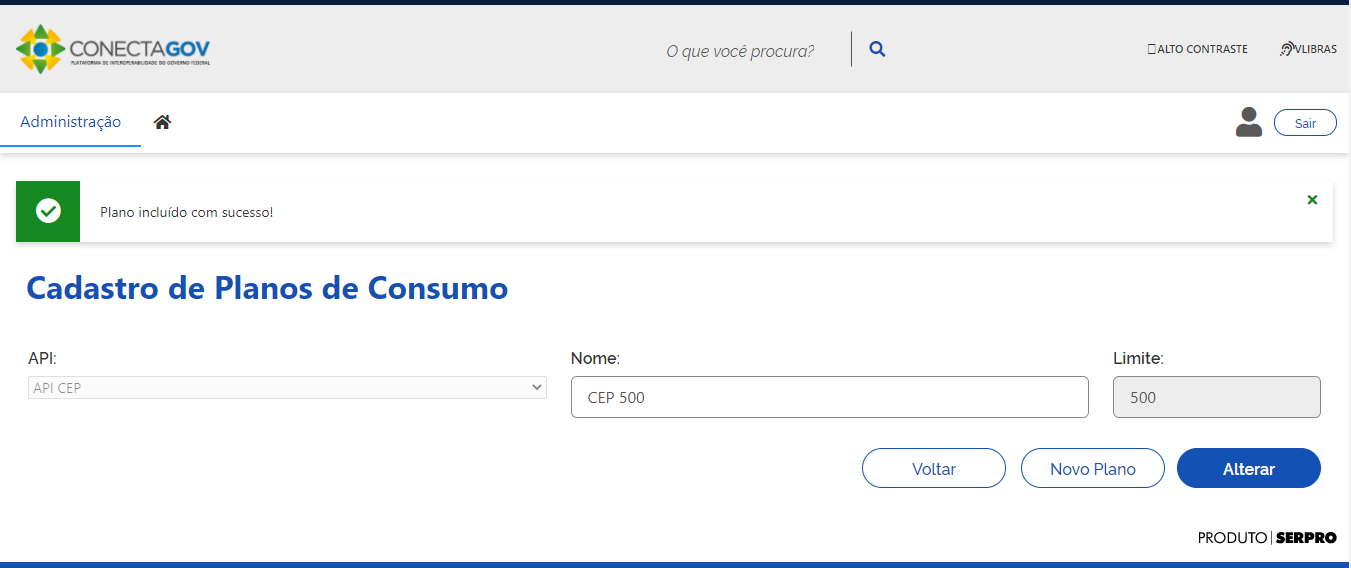 CONECTAGOV
PLATAFORMA DE INTEROPERABILIDADE DO GOVERNO FEDERAL
O que você procura?
ALTO CONTRASTE
VLIBRAS
Administração
Sair
Plano incluído com sucesso!
Cadastro de Planos de Consumo
API:
Nome:
Limite:
API CEP
CEP 500
500
Voltar
Novo Plano
Alterar
PRODUTO | SERPRO